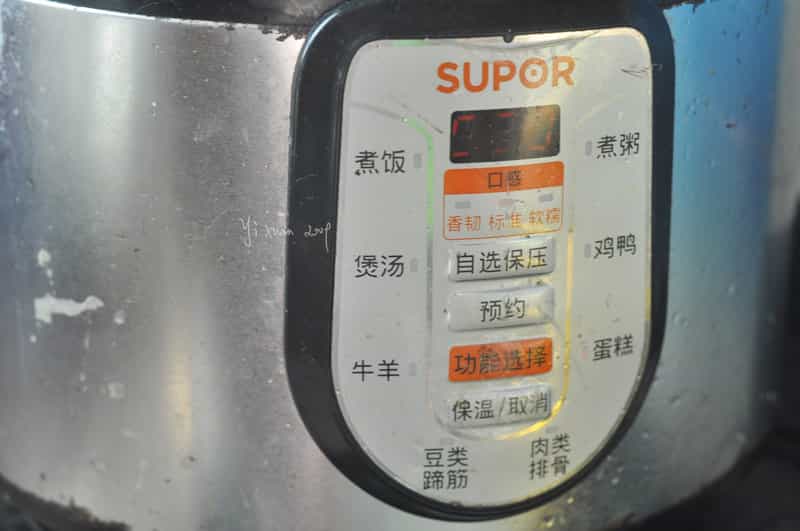 SUPOR
煮饭
煮粥
口感
香韧 标准 软糯
煲汤
自选保压
鸡鸭
预约
牛羊
功能选择
蛋糕
保温/取消
豆类
蹄筋
肉类
排骨